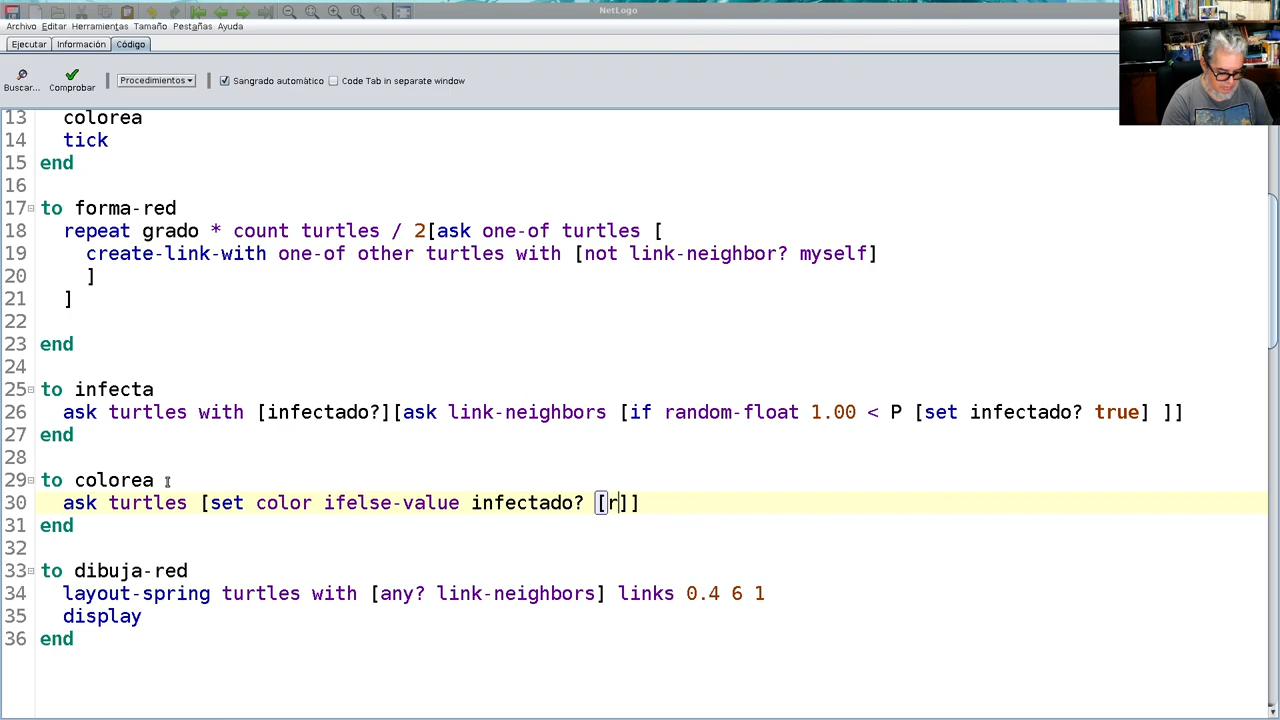 NetLogo
Archivo Editar Herramientas Tamaño Pestañas Ayuda
Ejecutar Información Código
Buscar... Comprobar Procedimientos Sangrado automático Code Tab in separate window
13 colorea
14 tick
15 end
16
17 to forma-red
18 repeat grado * count turtles / 2[ask one-of turtles [
19 create-link-with one-of other turtles with [not link-neighbor? myself]
20 ]
21 ]
22
23 end
24
25 to infecta
26 ask turtles with [infectado?][ask link-neighbors [if random-float 1.00 < P [set infectado? true] ]]
27 end
28
29 to colorea
30 ask turtles [set color ifelse-value infectado? [r]]
31 end
32
33 to dibuja-red
34 layout-spring turtles with [any? link-neighbors] links 0.4 6 1
35 display
36 end